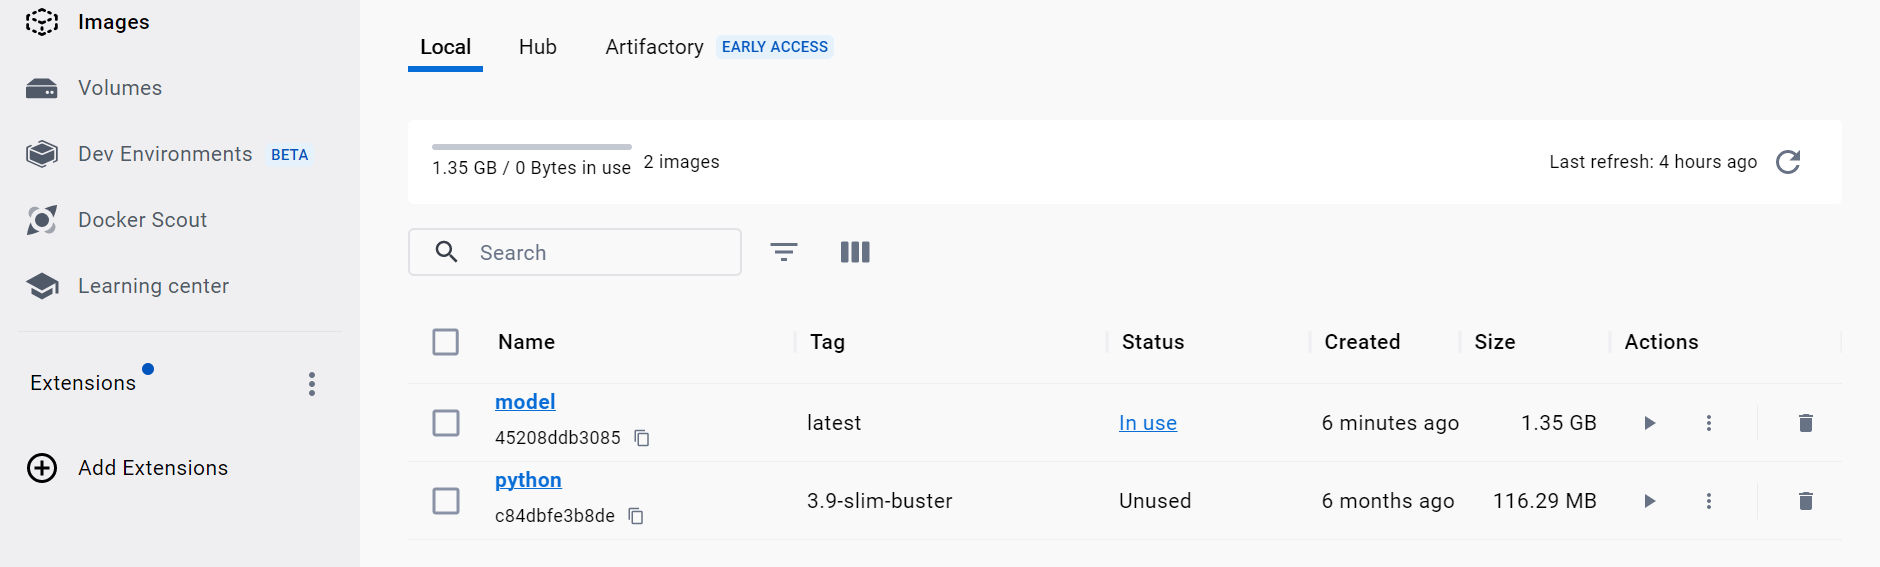 Images
Volumes
Dev Environments BETA
Docker Scout
Learning center
Extensions
Add Extensions
Local Hub Artifactory EARLY ACCESS
1.35 GB / 0 Bytes in use 2 images Last refresh: 4 hours ago
Search
Name Tag Status Created Size Actions
model
45208ddb3085
latest In use 6 minutes ago 1.35 GB
python
c84dbfe3b8de
3.9-slim-buster Unused 6 months ago 116.29 MB